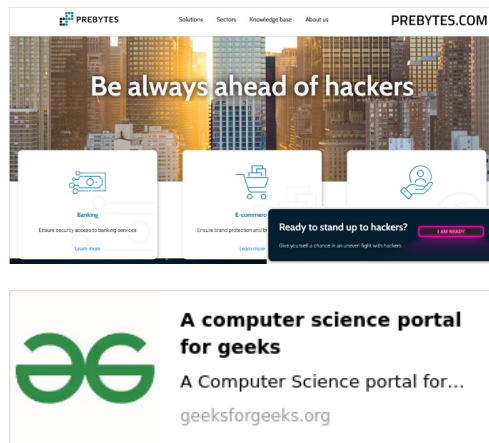 PREBYTES
Solutions Sectors Knowledge base About us
PREBYTES.COM
Be always ahead of hackers
Banking
Ensure security access to banking services
Learn more
E-commerc
Ensure brand protection and b
Learn more
Ready to stand up to hackers?
I AM READY
Give yourself a chance in an uneven fight with hackers.
A computer science portal
for geeks
A Computer Science portal for...
geeksforgeeks.org